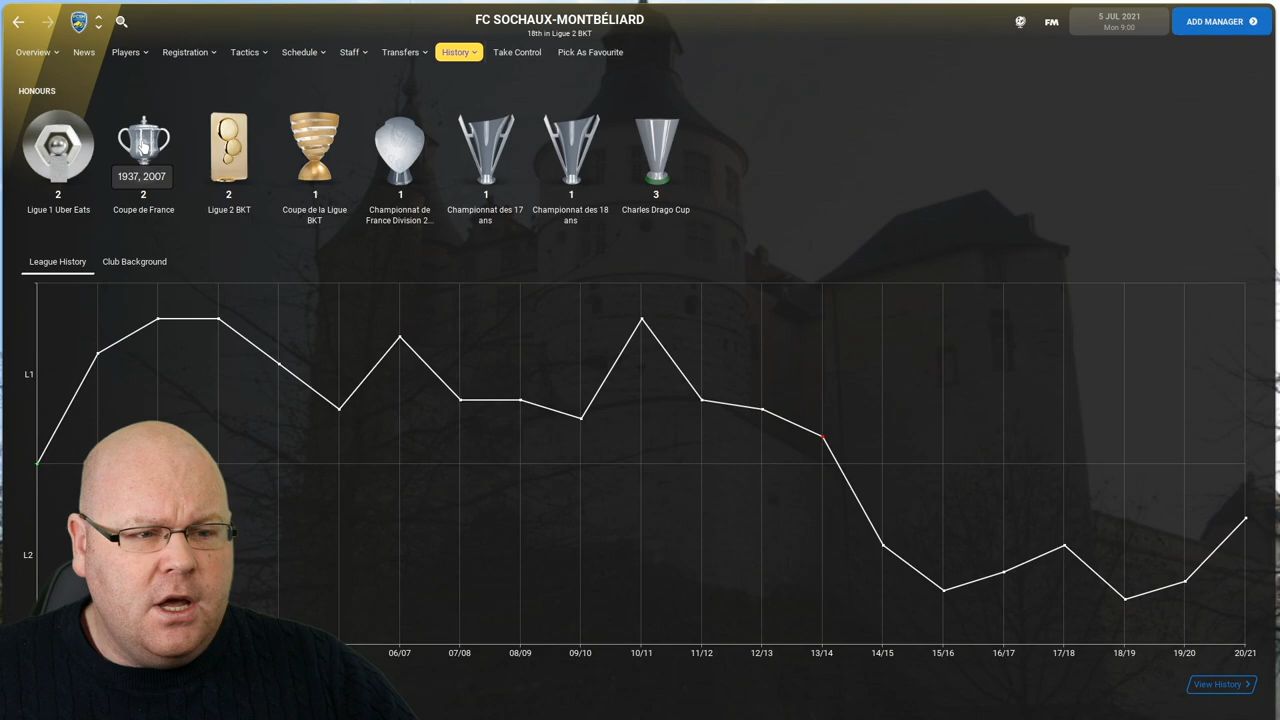 FC SOCHAUX-MONTBÉLIARD
18th in Ligue 2 BKT
FM
5 JUL 2021
Mon 9:00
ADD MANAGER
Overview
News
Players
Registration
Tactics
Schedule
Staff
Transfers
History
Take Control
Pick As Favourite
HONOURS
1937, 2007
2
2
2
1
1
1
1
3
Ligue 1 Uber Eats
Coupe de France
Ligue 2 BKT
Coupe de la Ligue
BKT
Championnat de
France Division 2...
Championnat des 17
ans
Championnat des 18
ans
Charles Drago Cup
League History
Club Background
L1
L2
06/07
07/08
08/09
09/10
10/11
11/12
12/13
13/14
14/15
15/16
16/17
17/18
18/19
19/20
20/21
View History